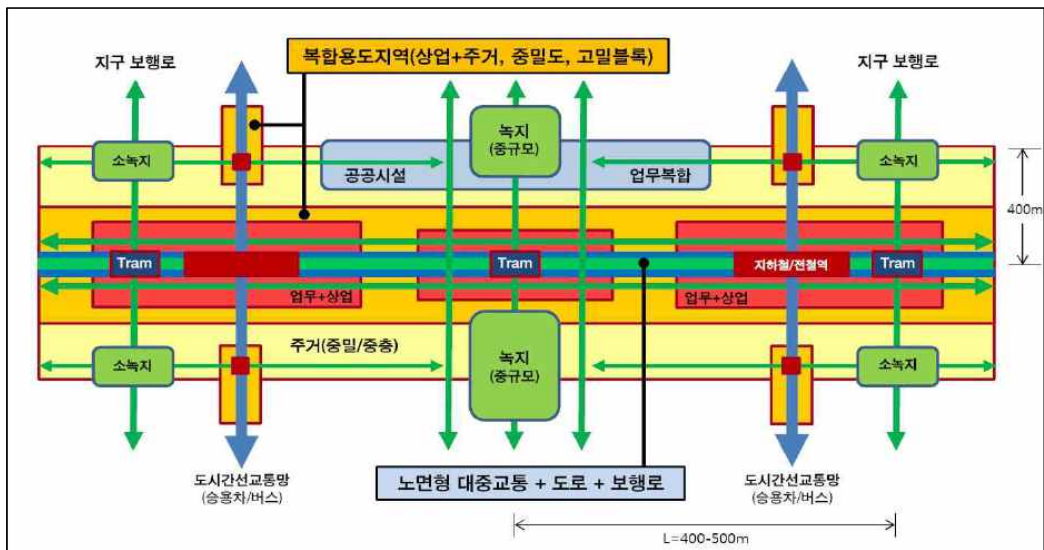 복합용도지역(상업+주거, 중밀도, 고밀블록)
지구 보행로
지구 보행로
녹지
(중규모)
소녹지
소녹지
공공시설
업무복합
400m
Tram
Tram
지하철/전철역
Tram
업무+상업
업무+상업
주거(중밀/중층)
소녹지
녹지
(중규모)
소녹지
도시간선교통망
(승용차/버스)
노면형 대중교통 + 도로 + 보행로
도시간선교통망
(승용차/버스)
L=400-500m